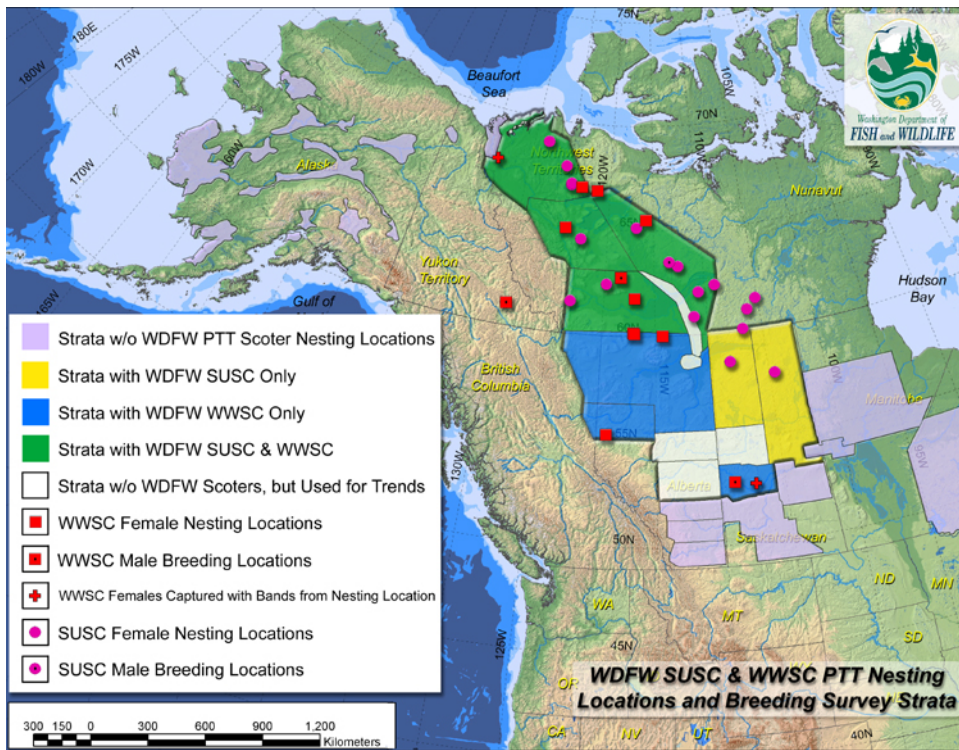 180E
180W
175W
170W
165W
160W
75N
Beaufort
Sea
105W
70N
110W
120W
90W
Washington Department of
FISH and WILDLIFE
Alaska
Northwest
Territories
Nunavut
65N
Yukon
Territory
Hudson
Bay
Gulf of
60N
115W
British
Columbia
100W
Manitoba
95W
55N
130W
Alberta
Saskatchewan
50N
ND
MN
WA
MT
SD
125W
45N
OR
CA
NV
UT
40N
Strata w/o WDFW PTT Scoter Nesting Locations
Strata with WDFW SUSC Only
Strata with WDFW WWSC Only
Strata with WDFW SUSC & WWSC
Strata w/o WDFW Scoters, but Used for Trends
WWSC Female Nesting Locations
WWSC Male Breeding Locations
WWSC Females Captured with Bands from Nesting Location
SUSC Female Nesting Locations
SUSC Male Breeding Locations
WDFW SUSC & WWSC PTT Nesting
Locations and Breeding Survey Strata
300 150 0 300 600 900 1,200
Kilometers